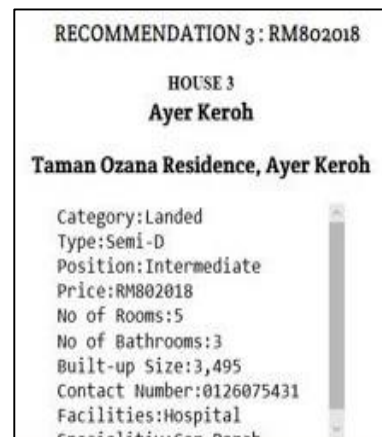 RECOMMENDATION 3 : RM802018
HOUSE 3
Ayer Keroh
Taman Ozana Residence, Ayer Keroh
Category:Landed
Type:Semi-D
Position:Intermediate
Price:RM802018
No of Rooms:5
No of Bathrooms:3
Built-up Size:3,495
Contact Number:0126075431
Facilities:Hospital